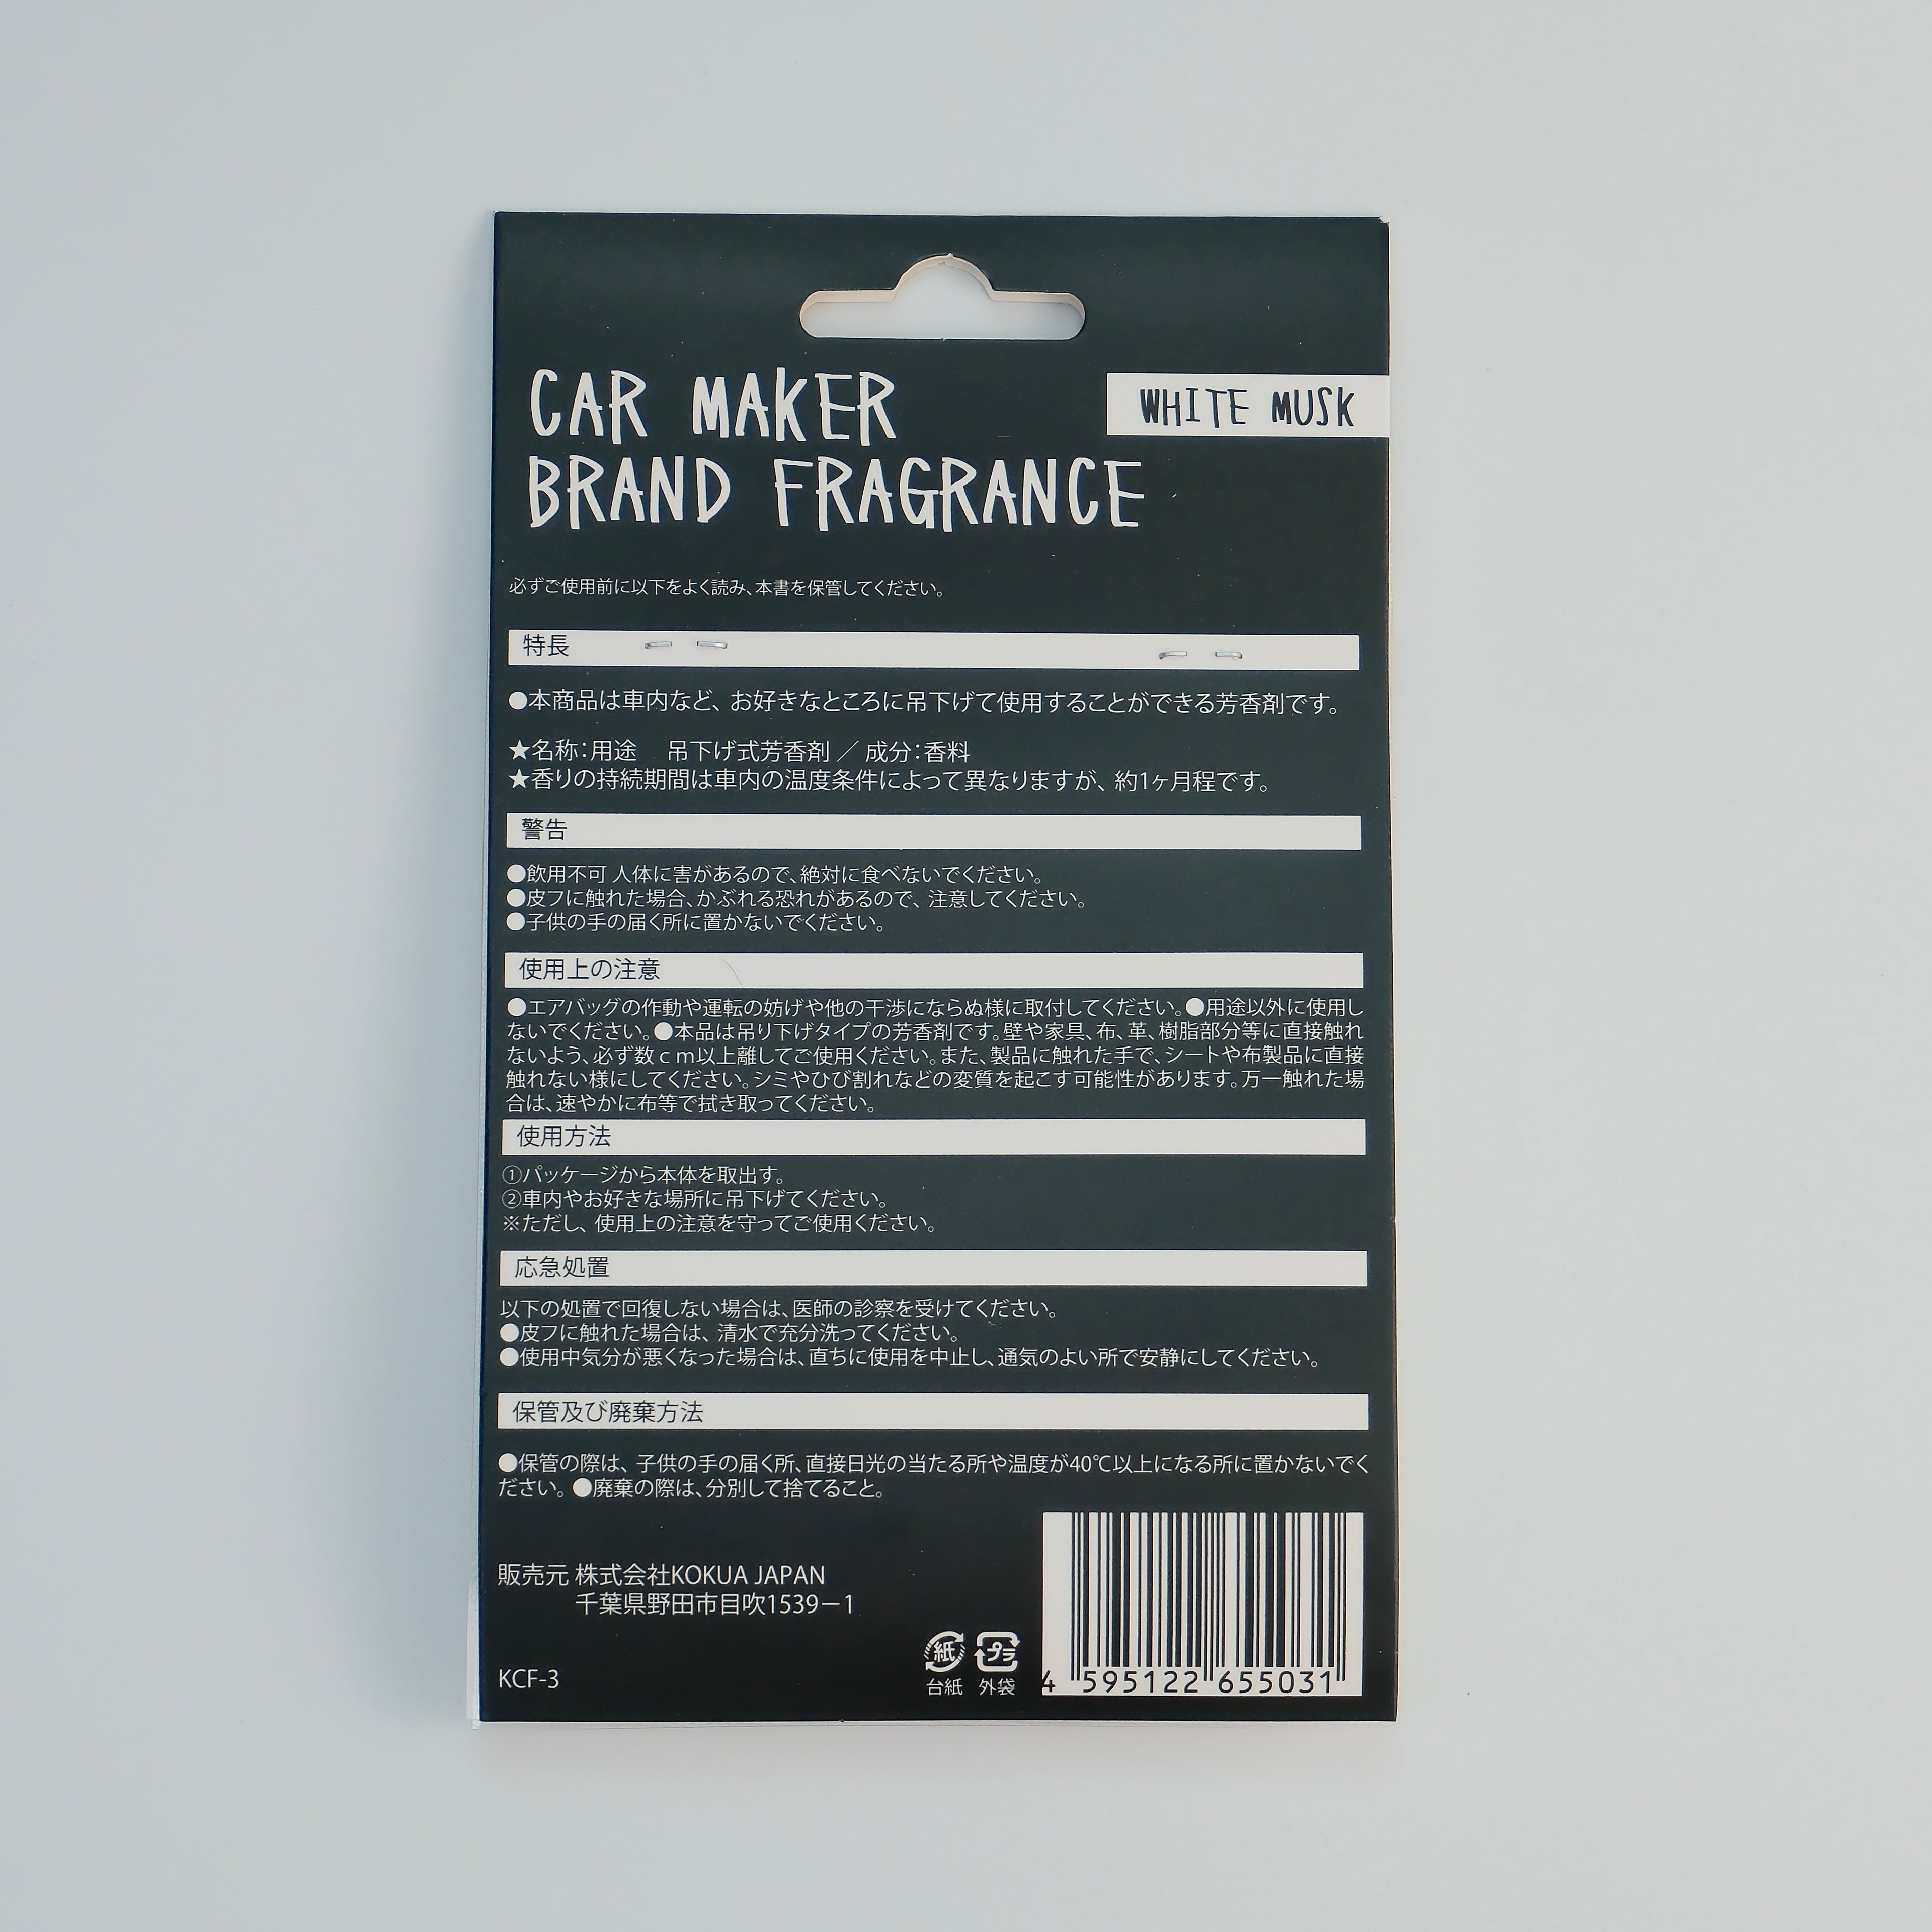 CAR MAKER
WHITE MUSK
BRAND FRAGRANCE
必ずご使用前に以下をよく読み、本書を保管してください。
特長
●本商品は車内など、お好きなところに吊下げて使用することができる芳香剤です。
★名称：用途　吊下げ式芳香剤／成分：香料
★香りの持続期間は車内の温度条件によって異なりますが、約1ヶ月程です。
警告
●飲用不可 人体に害があるので、絶対に食べないでください。
●皮フに触れた場合、かぶれる恐れがあるので、注意してください。
●子供の手の届く所に置かないでください。
使用上の注意
●エアバッグの作動や運転の妨げや他の干渉にならぬ様に取付してください。●用途以外に使用し
ないでください。●本品は吊り下げタイプの芳香剤です。壁や家具、布、革、樹脂部分等に直接触れ
ないよう、必ず数ｃｍ以上離してご使用ください。また、製品に触れた手で、シートや布製品に直接
触れない様にしてください。シミやひび割れなどの変質を起こす可能性があります。万一触れた場
合は、速やかに布等で拭き取ってください。
使用方法
①パッケージから本体を取出す。
②車内やお好きな場所に吊下げてください。
※ただし、使用上の注意を守ってご使用ください。
応急処置
以下の処置で回復しない場合は、医師の診察を受けてください。
●皮フに触れた場合は、清水で充分洗ってください。
●使用中気分が悪くなった場合は、直ちに使用を中止し、通気のよい所で安静にしてください。
保管及び廃棄方法
●保管の際は、子供の手の届く所、直接日光の当たる所や温度が40℃以上になる所に置かないでく
ださい。●廃棄の際は、分別して捨てること。
販売元 株式会社KOKUA JAPAN
千葉県野田市目吹1539－1
紙 プラ
台紙 外袋
KCF-3
4 595122 655031